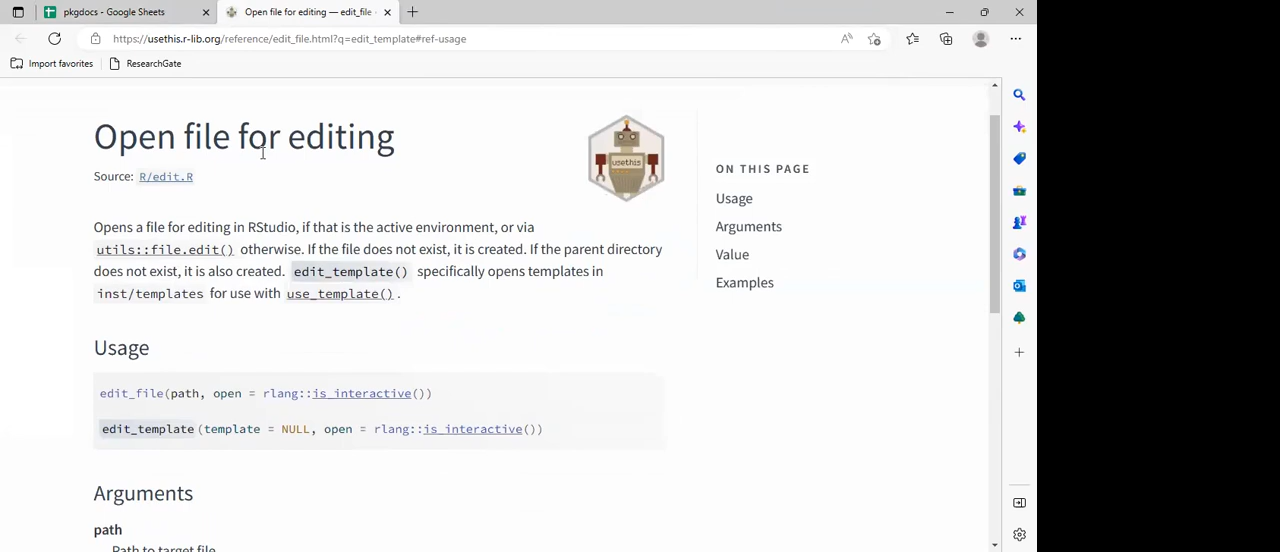 pkgdocs - Google Sheets
Open file for editing — edit_file
https://usethis.r-lib.org/reference/edit_file.html?q=edit_template#ref-usage
Import favorites
ResearchGate
Open file for editing
usethis
Source: R/edit.R
ON THIS PAGE
Usage
Arguments
Value
Examples
Opens a file for editing in RStudio, if that is the active environment, or via
utils::file.edit() otherwise. If the file does not exist, it is created. If the parent directory
does not exist, it is also created. edit_template() specifically opens templates in
inst/templates for use with use_template() .
Usage
edit_file(path, open = rlang::is_interactive())
edit_template(template = NULL, open = rlang::is_interactive())
Arguments
path
Path to target file